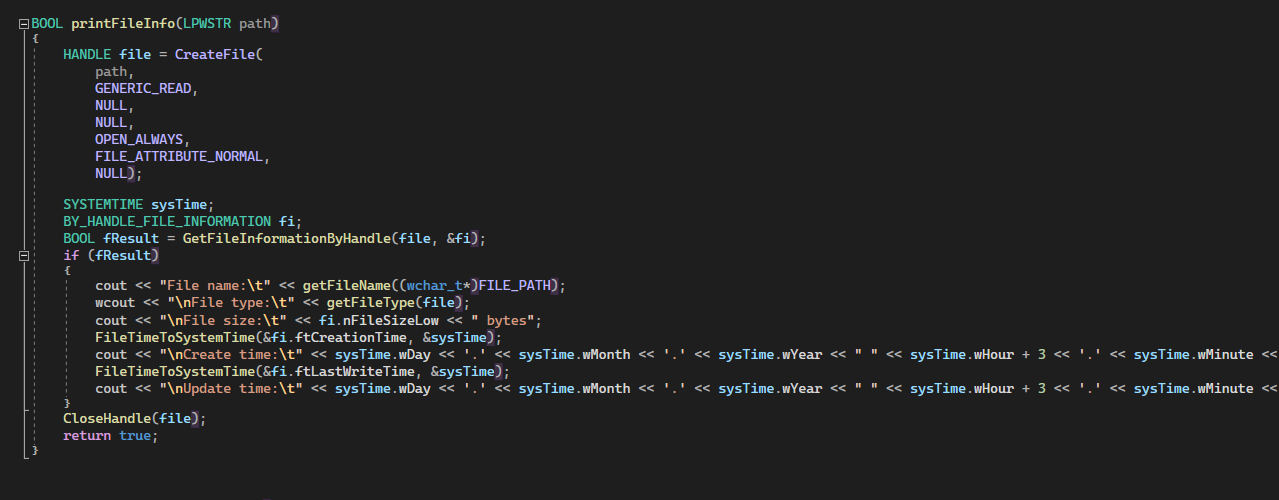 BOOL printFileInfo(LPWSTR path)
{
    HANDLE file = CreateFile(
        path,
        GENERIC_READ,
        NULL,
        NULL,
        OPEN_ALWAYS,
        FILE_ATTRIBUTE_NORMAL,
        NULL);

    SYSTEMTIME sysTime;
    BY_HANDLE_FILE_INFORMATION fi;
    BOOL fResult = GetFileInformationByHandle(file, &fi);
    if (fResult)
    {
        cout << "File name:\t" << getFileName((wchar_t*)FILE_PATH);
        wcout << "\nFile type:\t" << getFileType(file);
        cout << "\nFile size:\t" << fi.nFileSizeLow << " bytes";
        FileTimeToSystemTime(&fi.ftCreationTime, &sysTime);
        cout << "\nCreate time:\t" << sysTime.wDay << '.' << sysTime.wMonth << '.' << sysTime.wYear << " " << sysTime.wHour + 3 << '.' << sysTime.wMinute <<
        FileTimeToSystemTime(&fi.ftLastWriteTime, &sysTime);
        cout << "\nUpdate time:\t" << sysTime.wDay << '.' << sysTime.wMonth << '.' << sysTime.wYear << " " << sysTime.wHour + 3 << '.' << sysTime.wMinute <<
    }
    CloseHandle(file);
    return true;
}